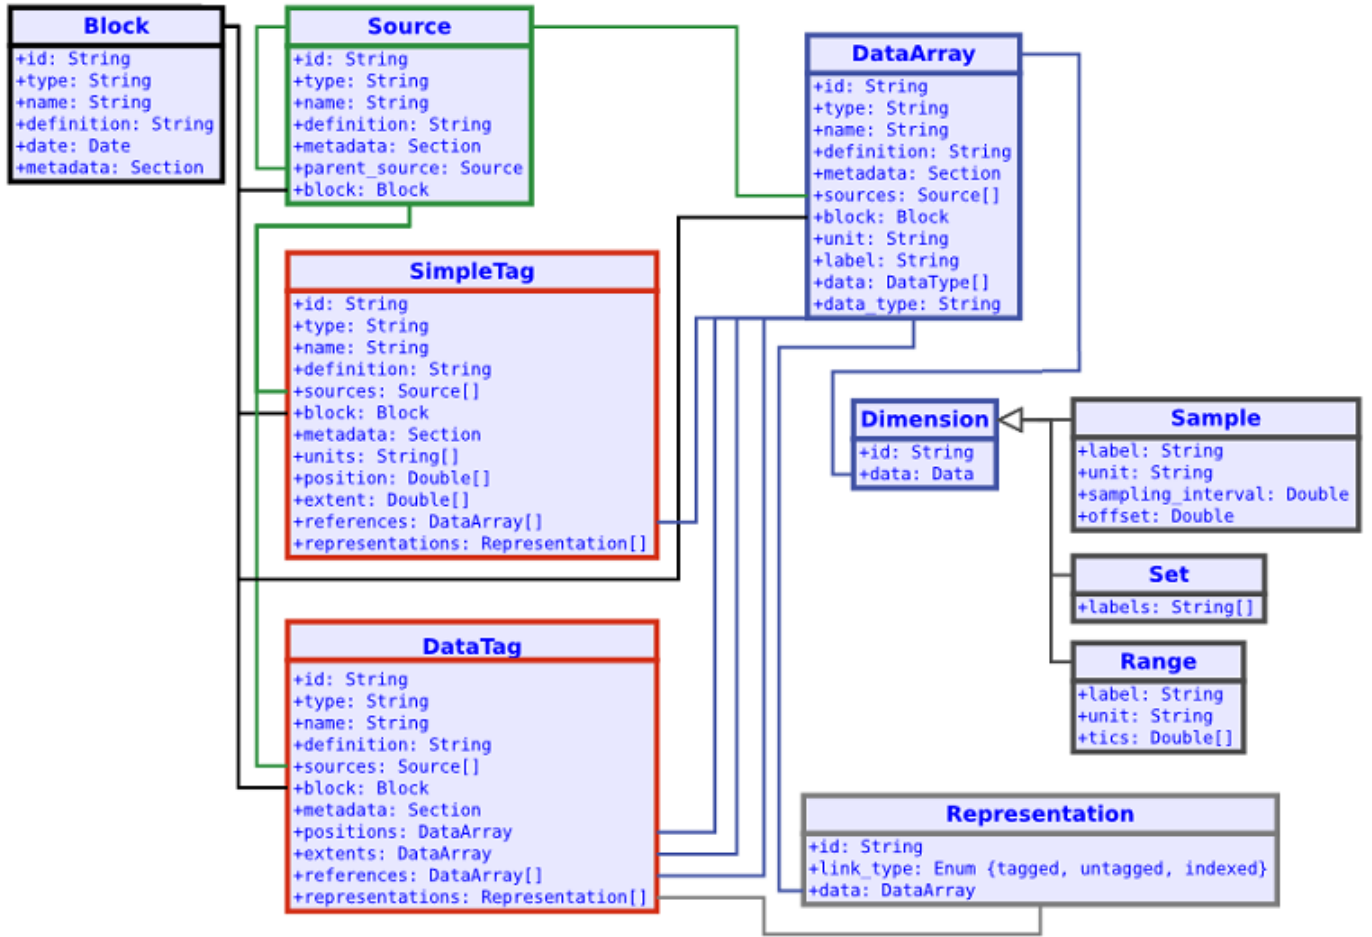 Block
+id: String
+type: String
+name: String
+definition: String
+date: Date
+metadata: Section
Source
+id: String
+type: String
+name: String
+definition: String
+metadata: Section
+parent_source: Source
+block: Block
DataArray
+id: String
+type: String
+name: String
+definition: String
+metadata: Section
+sources: Source[]
+block: Block
+unit: String
+label: String
+data: DataType[]
+data_type: String
SimpleTag
+id: String
+type: String
+name: String
+definition: String
+sources: Source[]
+block: Block
+metadata: Section
+units: String[]
+position: Double[]
+extent: Double[]
+references: DataArray[]
+representations: Representation[]
Dimension
+id: String
+data: Data
Sample
+label: String
+unit: String
+sampling_interval: Double
+offset: Double
Set
+labels: String[]
Range
+label: String
+unit: String
+tics: Double[]
DataTag
+id: String
+type: String
+name: String
+definition: String
+sources: Source[]
+block: Block
+metadata: Section
+positions: DataArray
+extents: DataArray
+references: DataArray[]
+representations: Representation[]
Representation
+id: String
+link_type: Enum {tagged, untagged, indexed}
+data: DataArray